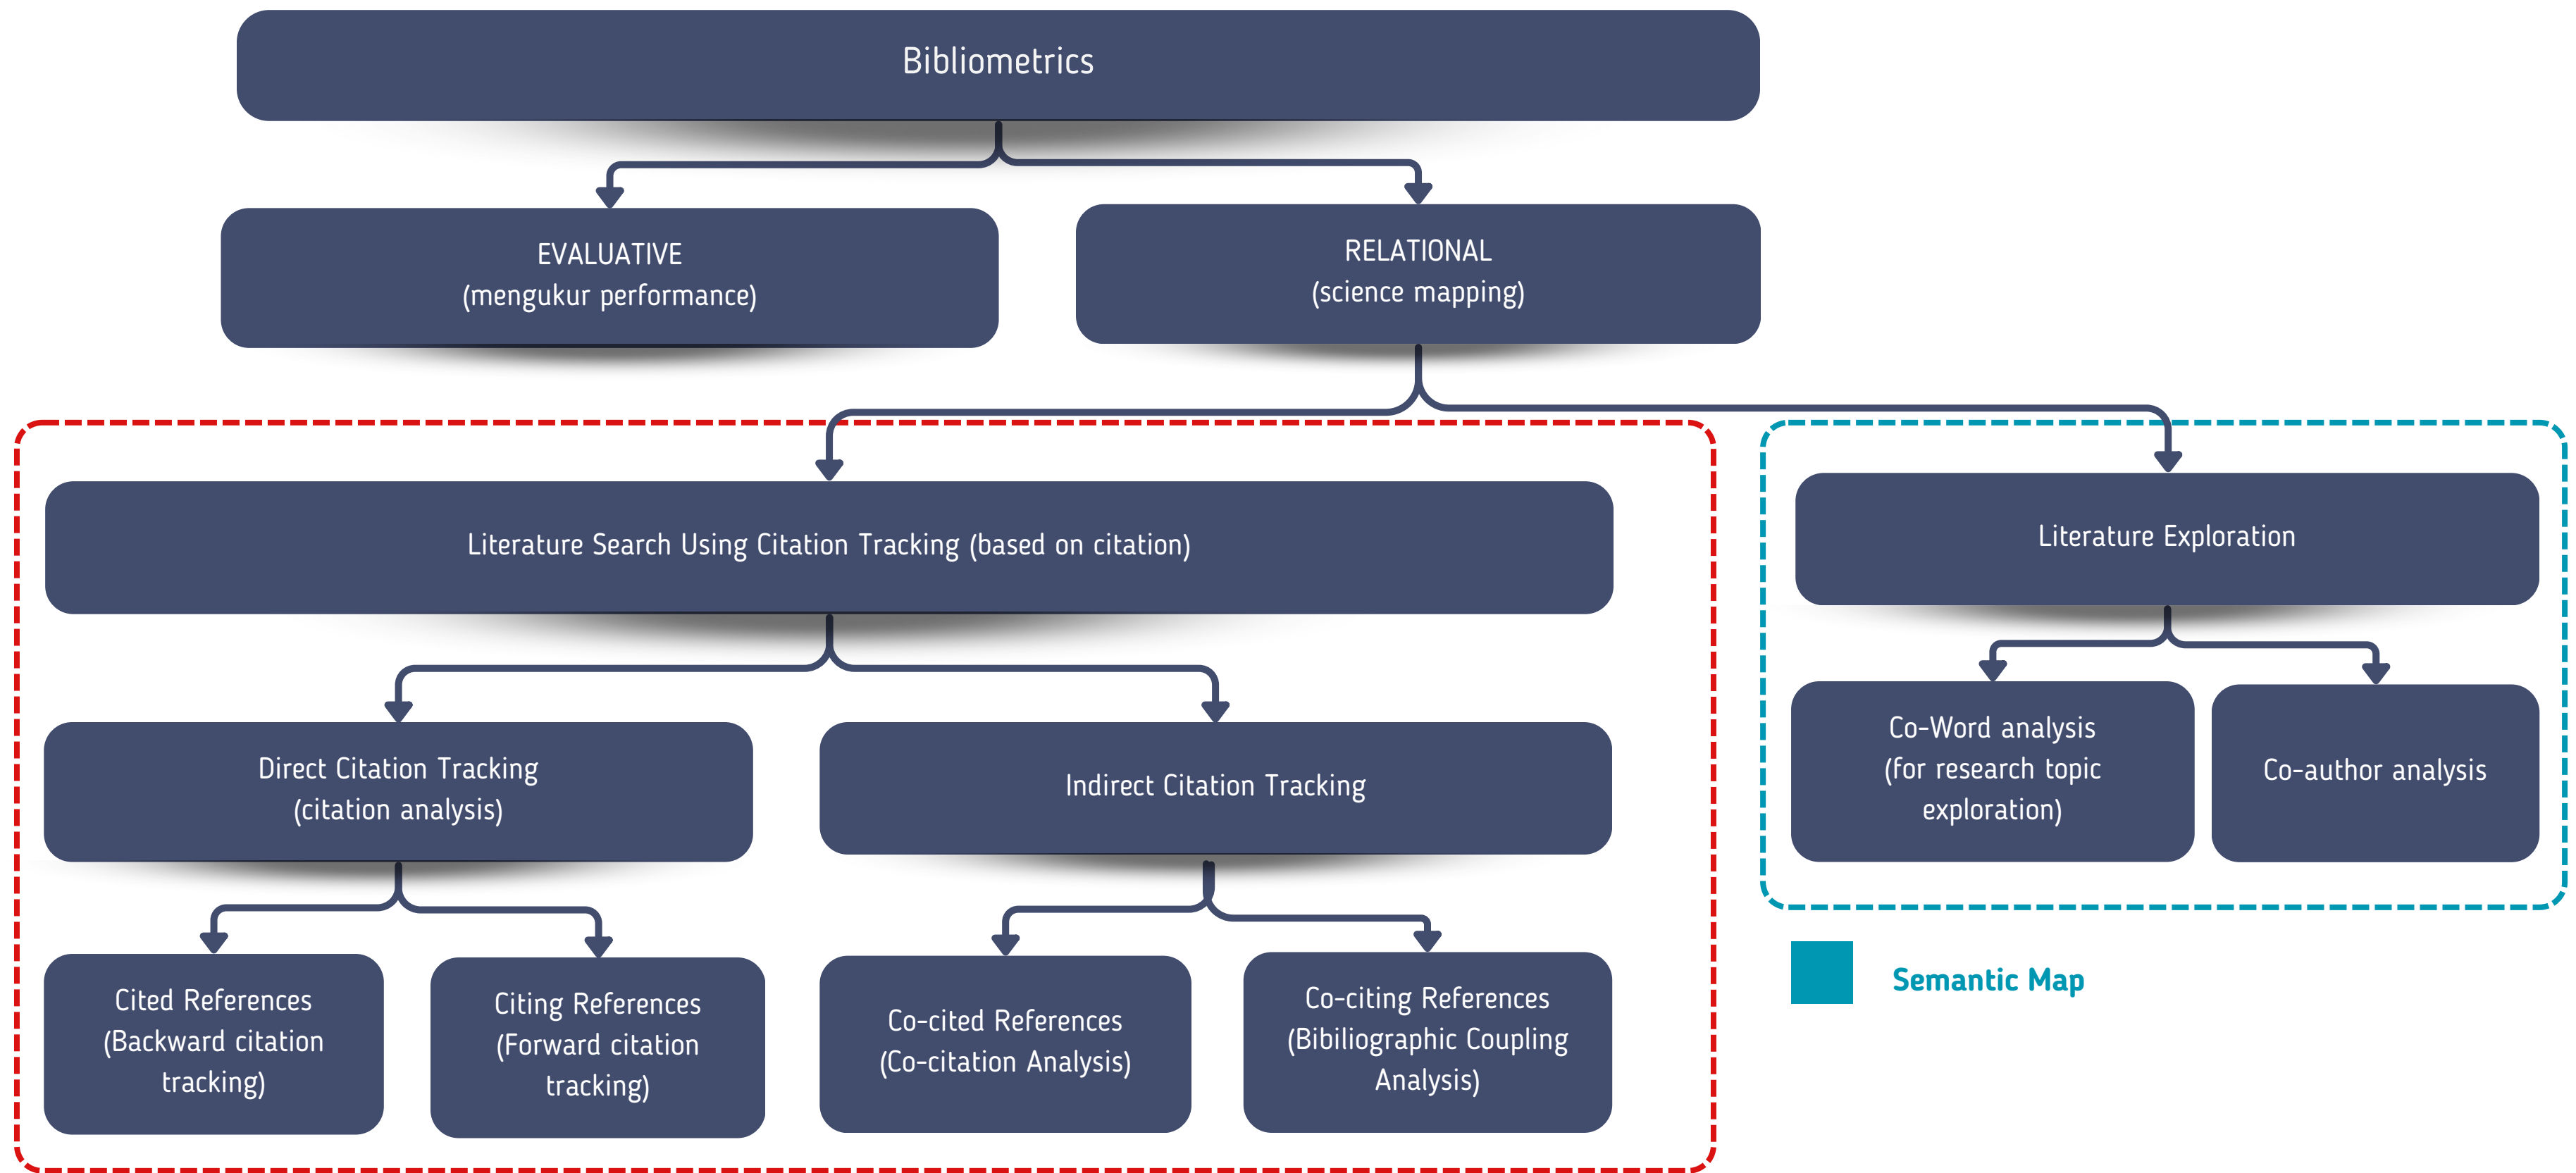 Bibliometrics
EVALUATIVE
(mengukur performance)
RELATIONAL
(science mapping)
Literature Search Using Citation Tracking (based on citation)
Literature Exploration
Direct Citation Tracking
(citation analysis)
Indirect Citation Tracking
Co-Word analysis
(for research topic
exploration)
Co-author analysis
Cited References
(Backward citation
tracking)
Citing References
(Forward citation
tracking)
Co-cited References
(Co-citation Analysis)
Co-citing References
(Bibiliographic Coupling
Analysis)
Semantic Map